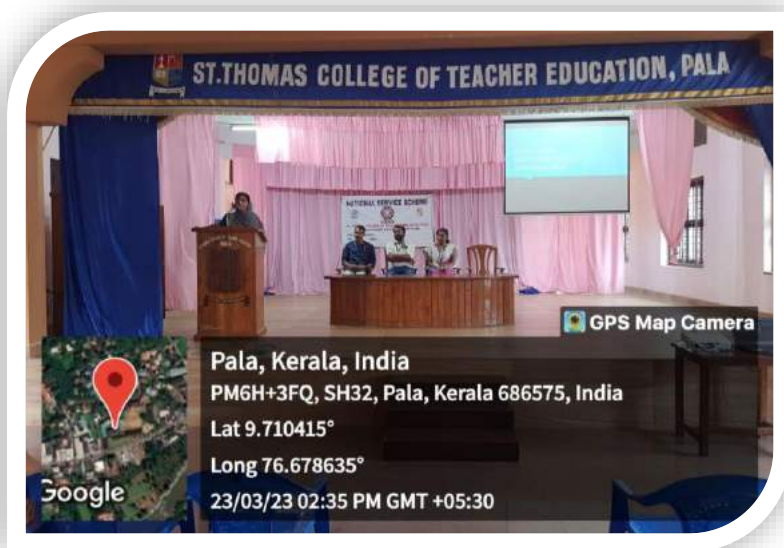 ST.THOMAS COLLEGE OF TEACHER EDUCATION, PALA
NATIONAL SERVICE SCHEME
GPS Map Camera
Pala, Kerala, India
PM6H+3FQ, SH32, Pala, Kerala 686575, India
Lat 9.710415°
Long 76.678635°
23/03/23 02:35 PM GMT +05:30
Google